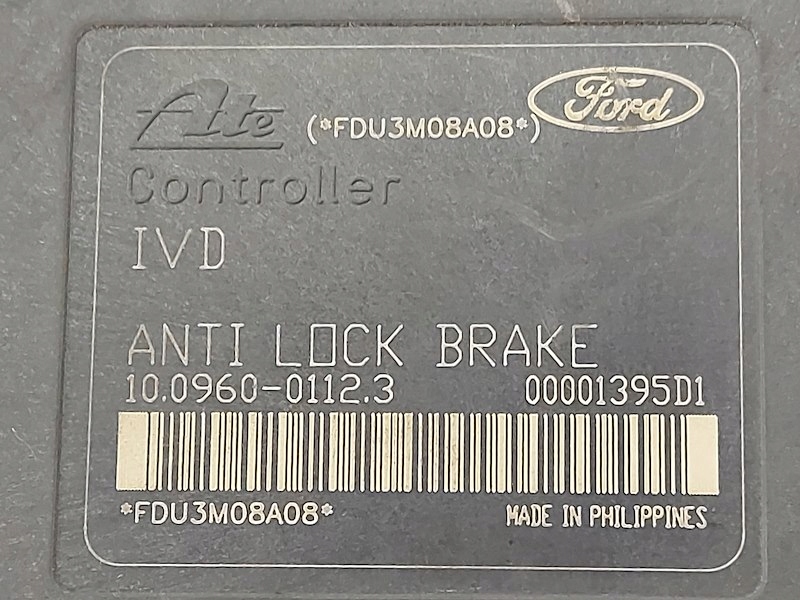 Ate (*FDU3M08A08*) Ford
Controller
IVD
ANTI LOCK BRAKE
10.0960-0112.3 00001395D1
*FDU3M08A08* MADE IN PHILIPPINES